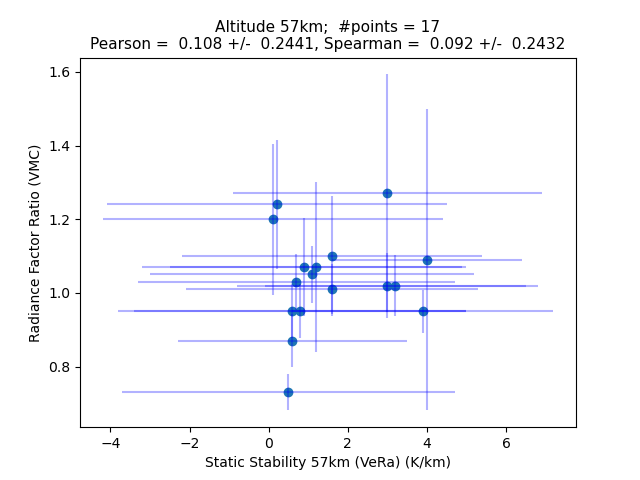 Altitude 57km;  #points = 17
Pearson =  0.108 +/-  0.2441, Spearman =  0.092 +/-  0.2432
1.6
1.4
1.2
1.0
0.8
Radiance Factor Ratio (VMC)
−4
−2
0
2
4
6
Static Stability 57km (VeRa) (K/km)